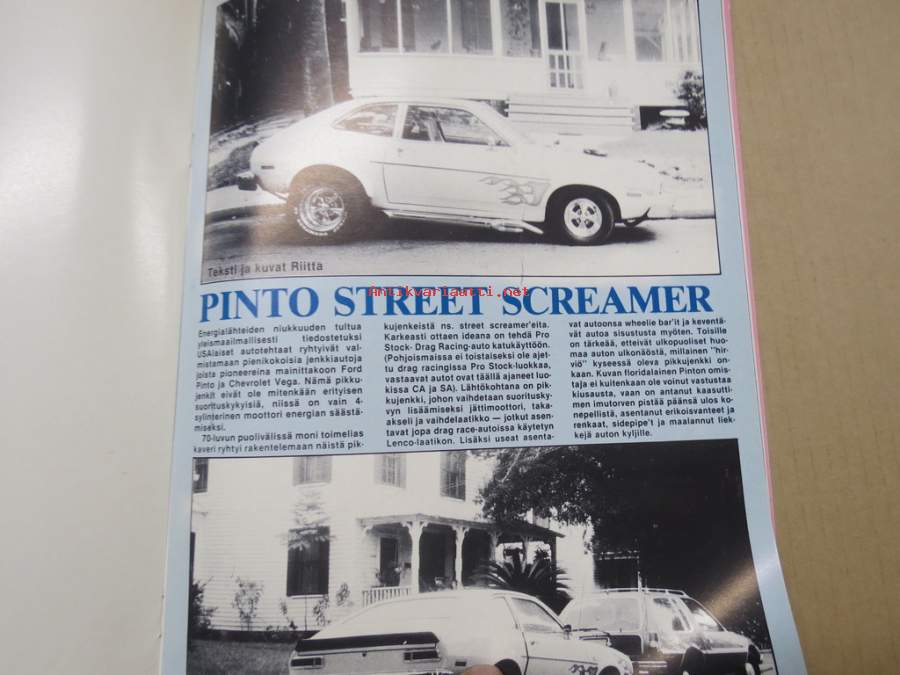 Teksti ja kuvat Riitta
Antikvariaatti.net
PINTO STREET SCREAMER
Energialähteiden niukkuuden tultua
yleismaailmallisesti tiedostetuksi
USAlaiset autotehtaat ryhtyivät val-
mistamaan pienikokoisia jenkkiautoja
joista pioneereina mainittakoon Ford
Pinto ja Chevrolet Vega. Nämä pikku-
jenkit eivät ole mitenkään erityisen
suorituskykyisiä, niissä on vain 4-
sylinterinen moottori energian säästä-
miseksi.
70-luvun puolivälissä moni toimelias
kaveri ryhtyi rakentelemaan näistä pik-
kujenkeistä ns. street screamer'eita.
Karkeasti ottaen ideana on tehdä Pro
Stock- Drag Racing-auto katukäyttöön.
(Pohjoismaissa ei toistaiseksi ole ajet-
tu drag racingissa Pro Stock-luokkaa,
vastaavat autot ovat täällä ajaneet luo-
kissa CA ja SA). Lähtökohtana on pik-
kujenkki, johon vaihdetaan suoritusky-
vyn lisäämiseksi jättimoottori, taka-
akseli ja vaihdelaatikko — jotkut asen-
tavat jopa drag race-autoissa käytetyn
Lenco-laatikon. Lisäksi useat asenta-
vat autoonsa wheelie bar'it ja keventä-
vät autoa sisustusta myöten. Toisille
on tärkeää, etteivät ulkopuoliset huo-
maa auton ulkonäöstä, millainen "hir-
viö" kyseessä oleva pikkujenkki on-
kaan. Kuvan floridalainen Pinton omis-
taja ei kuitenkaan ole voinut vastustaa
kiusausta, vaan on antanut kaasutti-
men imutorven pistää päänsä ulos ko-
nepellistä, asentanut erikoisvanteet ja
renkaat, sidepipe't ja maalannut liek-
kejä auton kyljille.